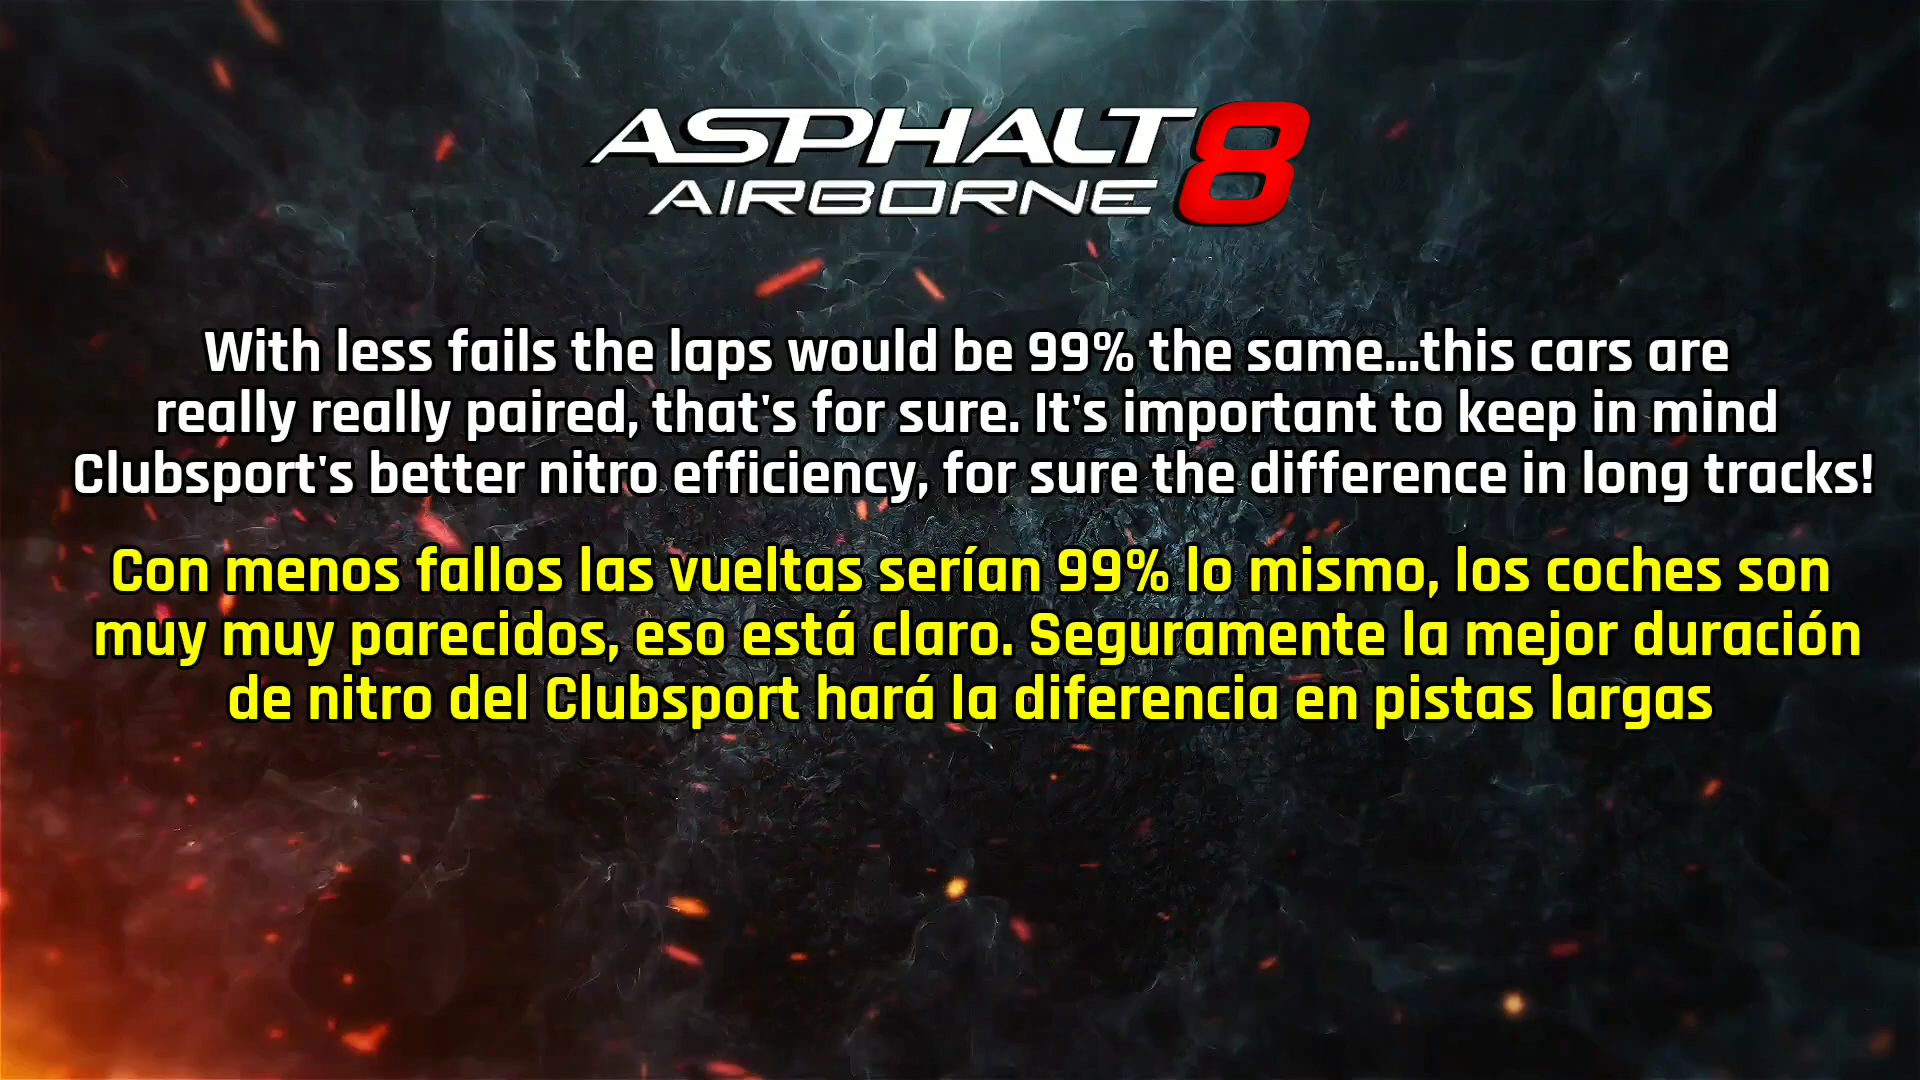 ASPHALT 8
AIRBORNE
With less fails the laps would be 99% the same...this cars are
really really paired, that's for sure. It's important to keep in mind
Clubsport's better nitro efficiency, for sure the difference in long tracks!
Con menos fallos las vueltas serían 99% lo mismo, los coches son
muy muy parecidos, eso está claro. Seguramente la mejor duración
de nitro del Clubsport hará la diferencia en pistas largas